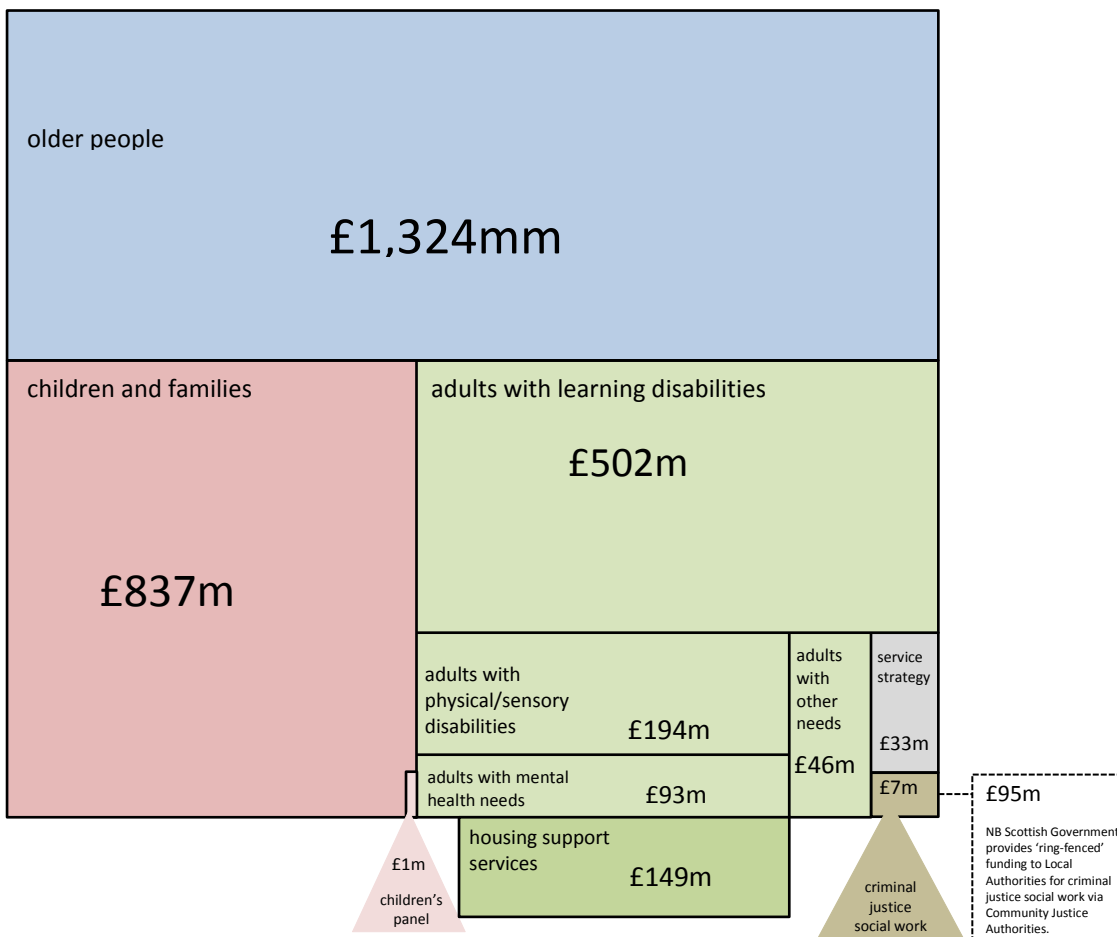 older people
£1,324mm
children and families
£837m
adults with learning disabilities
£502m
adults with
physical/sensory
disabilities
£194m
adults
with
other
needs
£46m
service
strategy
£33m
adults with mental
health needs
£93m
£7m
£95m
NB Scottish Government
provides ‘ring-fenced’
funding to Local
Authorities for criminal
justice social work via
Community Justice
Authorities.
housing support
services
£149m
£1m
children’s
panel
criminal
justice
social work